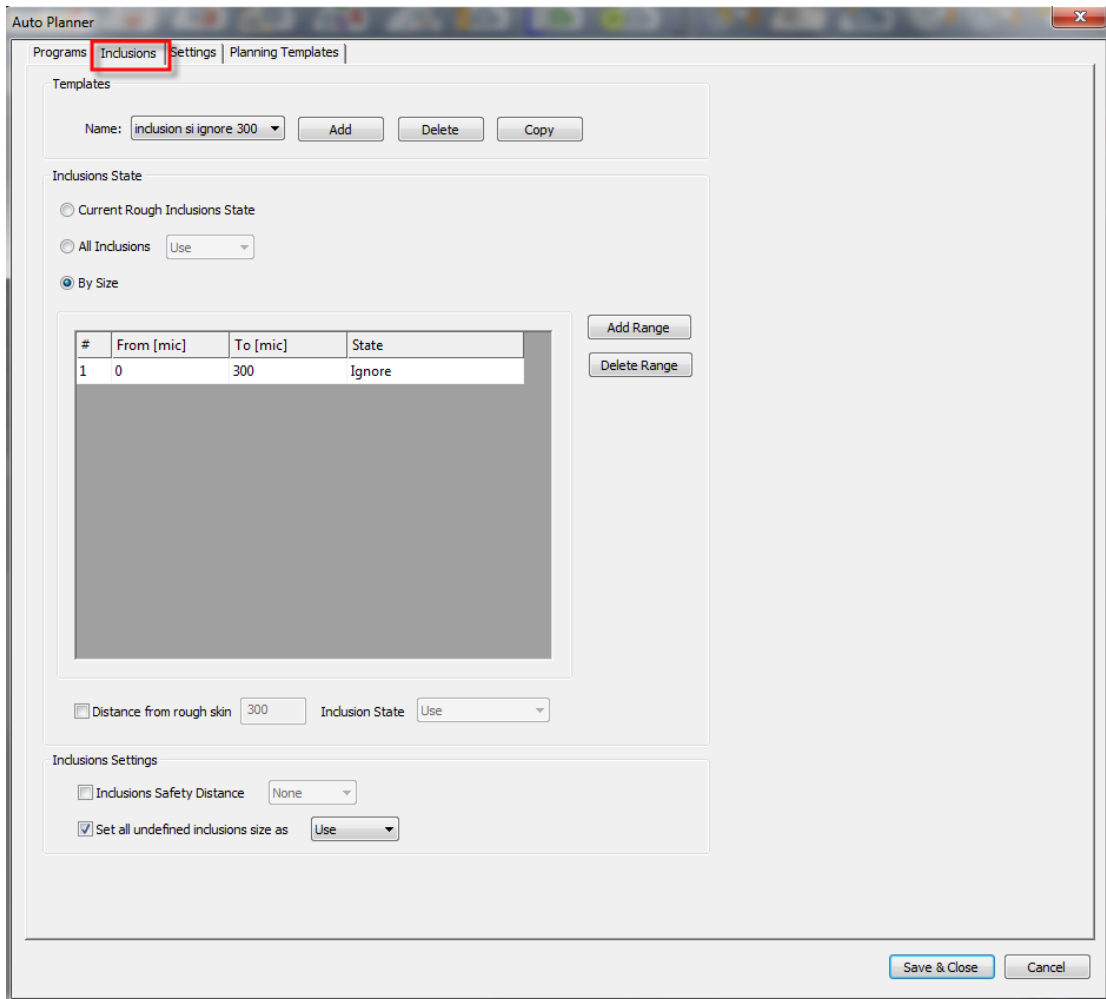 Auto Planner
Programs Inclusions Settings Planning Templates
Templates
Name: inclusion si ignore 300 Add Delete Copy
Inclusions State
Current Rough Inclusions State
All Inclusions Use
By Size
Add Range
# From [mic] To [mic] State
Delete Range
1 0 300 Ignore
Distance from rough skin 300 Inclusion State Use
Inclusions Settings
Inclusions Safety Distance None
Set all undefined inclusions size as Use
Save & Close Cancel